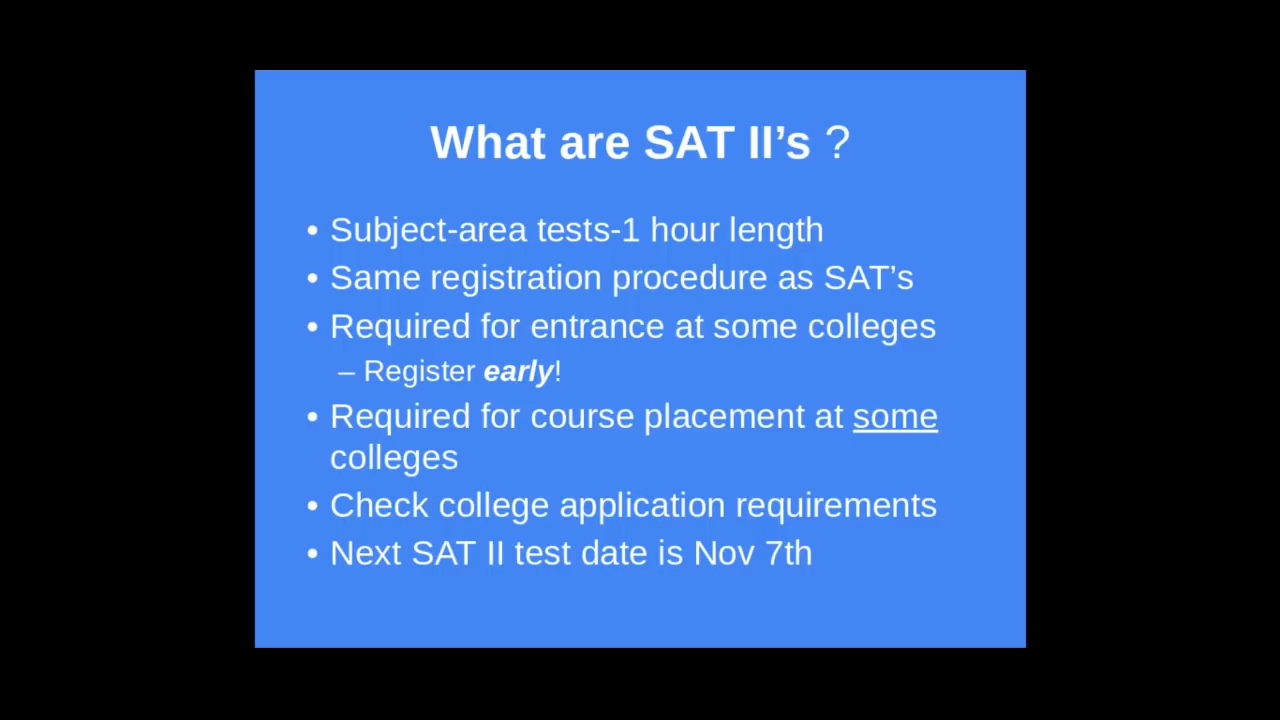 What are SAT II’s ?
• Subject-area tests-1 hour length
• Same registration procedure as SAT’s
• Required for entrance at some colleges
– Register early!
• Required for course placement at some
colleges
• Check college application requirements
• Next SAT II test date is Nov 7th